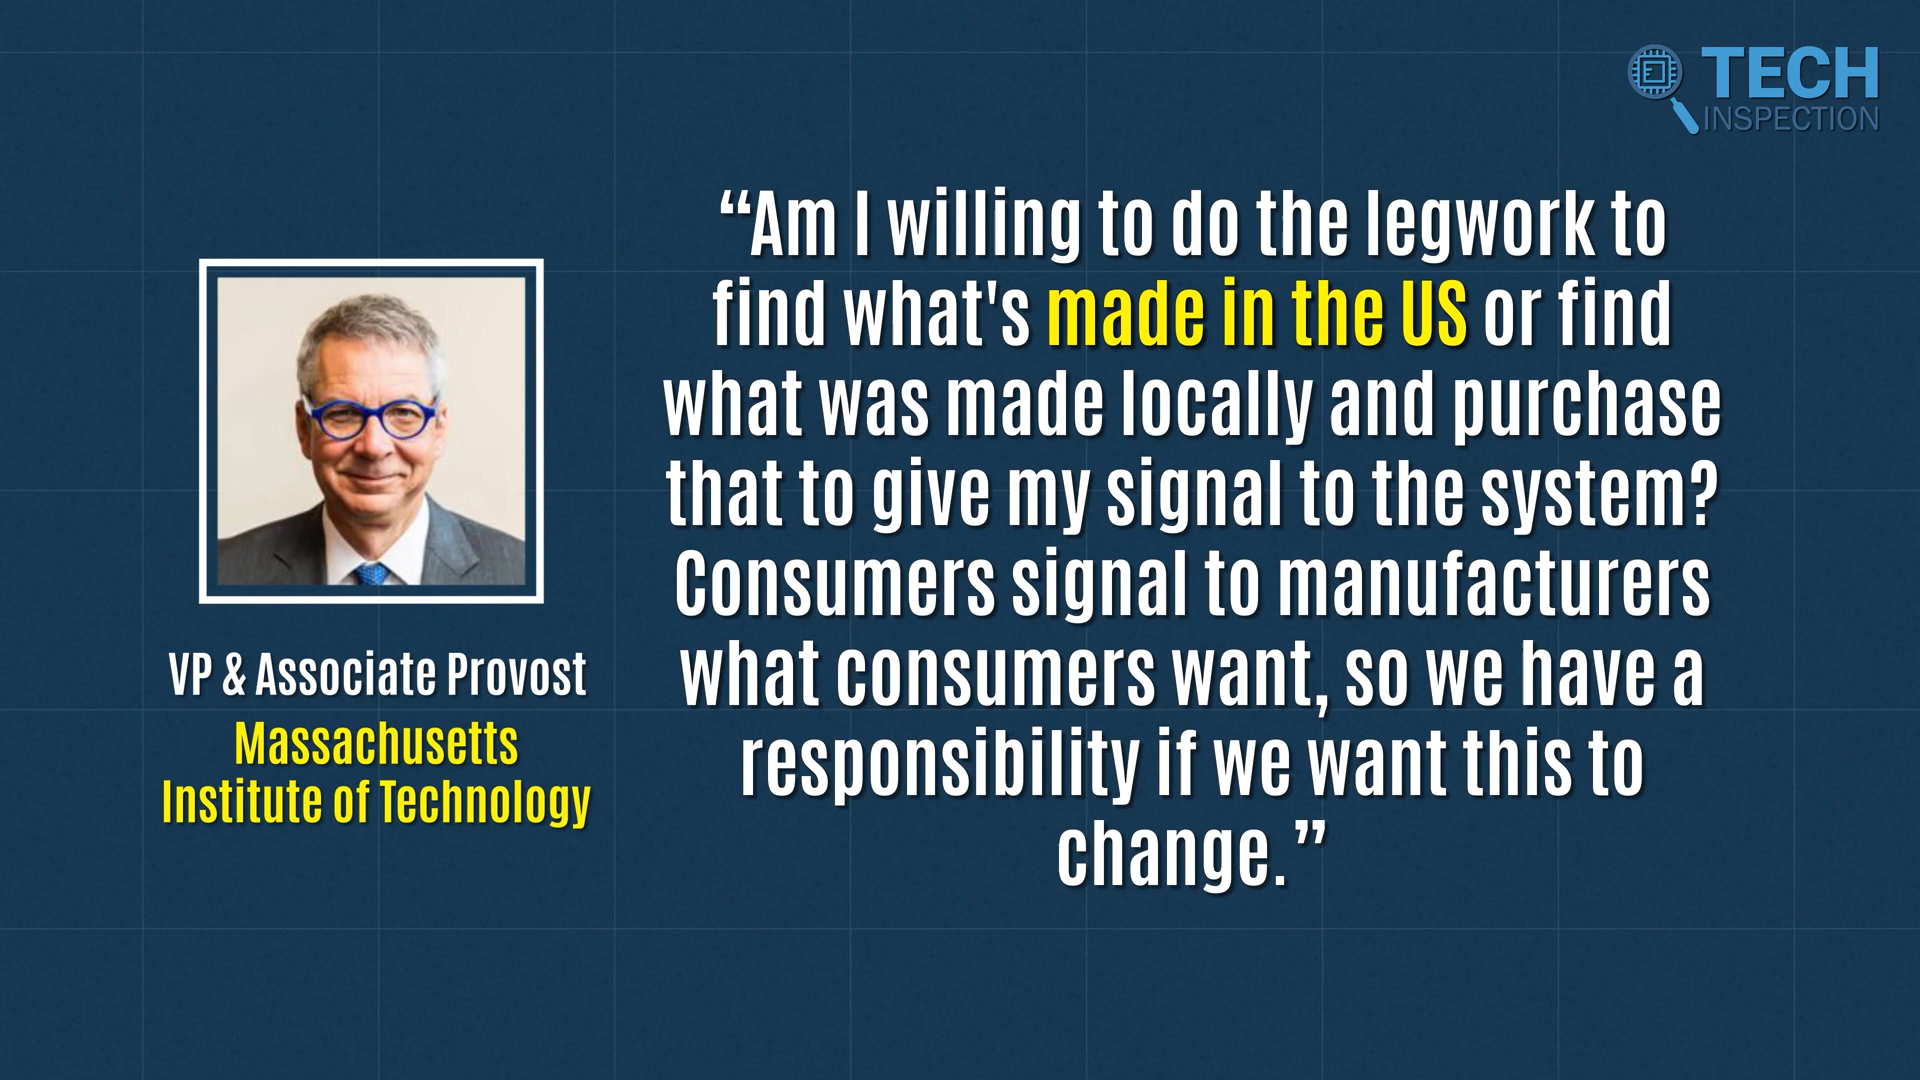 TECH
INSPECTION
“Am I willing to do the legwork to
find what's made in the US or find
what was made locally and purchase
that to give my signal to the system?
Consumers signal to manufacturers
what consumers want, so we have a
responsibility if we want this to
change.”
VP & Associate Provost
Massachusetts
Institute of Technology